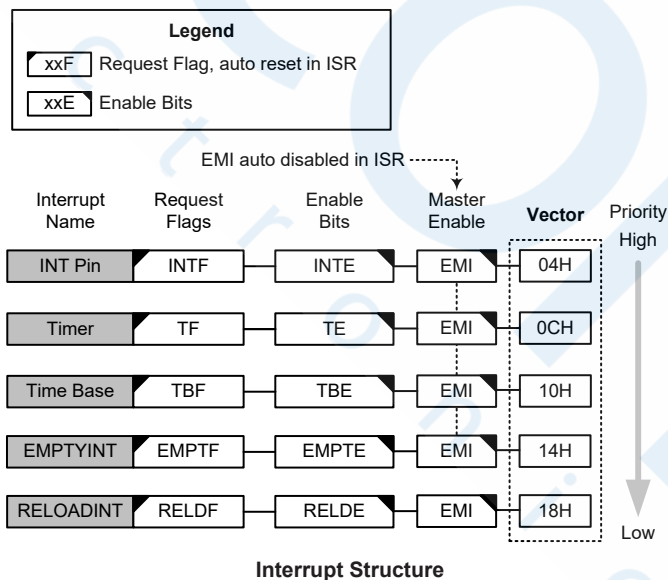 Legend
xxF Request Flag, auto reset in ISR
xxE Enable Bits
EMI auto disabled in ISR
Interrupt Name
Request Flags
Enable Bits
Master Enable
Vector
Priority
High
INT Pin INTF INTE EMI 04H
Timer TF TE EMI 0CH
Time Base TBF TBE EMI 10H
EMPTYINT EMPTF EMPTE EMI 14H
RELOADINT RELDF RELDE EMI 18H
Low
Interrupt Structure